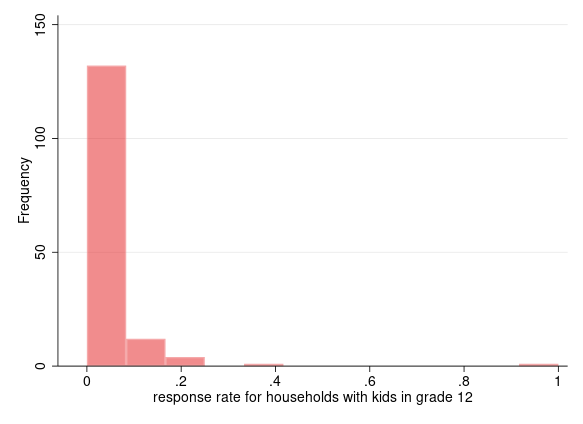 150
100
50
0
Frequency
0 .2 .4 .6 .8 1
response rate for households with kids in grade 12